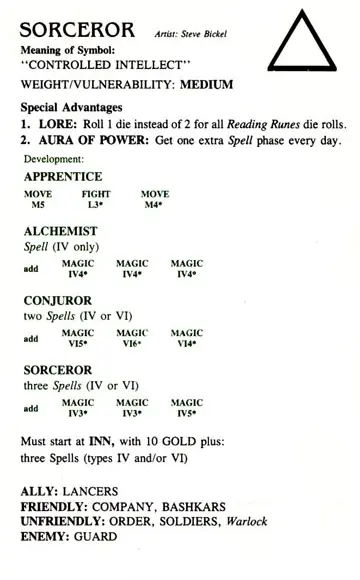 SORCEROR Artist: Steve Bickel
Meaning of Symbol:
“CONTROLLED INTELLECT”
WEIGHT/VULNERABILITY: MEDIUM
Special Advantages
1. LORE: Roll 1 die instead of 2 for all Reading Runes die rolls.
2. AURA OF POWER: Get one extra Spell phase every day.
Development:
APPRENTICE
MOVE FIGHT MOVE
M5 L3* M4*
ALCHEMIST
Spell (IV only)
add MAGIC MAGIC MAGIC
IV4* IV4* IV4*
CONJUROR
two Spells (IV or VI)
add MAGIC MAGIC MAGIC
VI5* VI6* VI4*
SORCEROR
three Spells (IV or VI)
add MAGIC MAGIC MAGIC
IV3* IV3* IV5*
Must start at INN, with 10 GOLD plus:
three Spells (types IV and/or VI)
ALLY: LANCERS
FRIENDLY: COMPANY, BASHKARS
UNFRIENDLY: ORDER, SOLDIERS, Warlock
ENEMY: GUARD